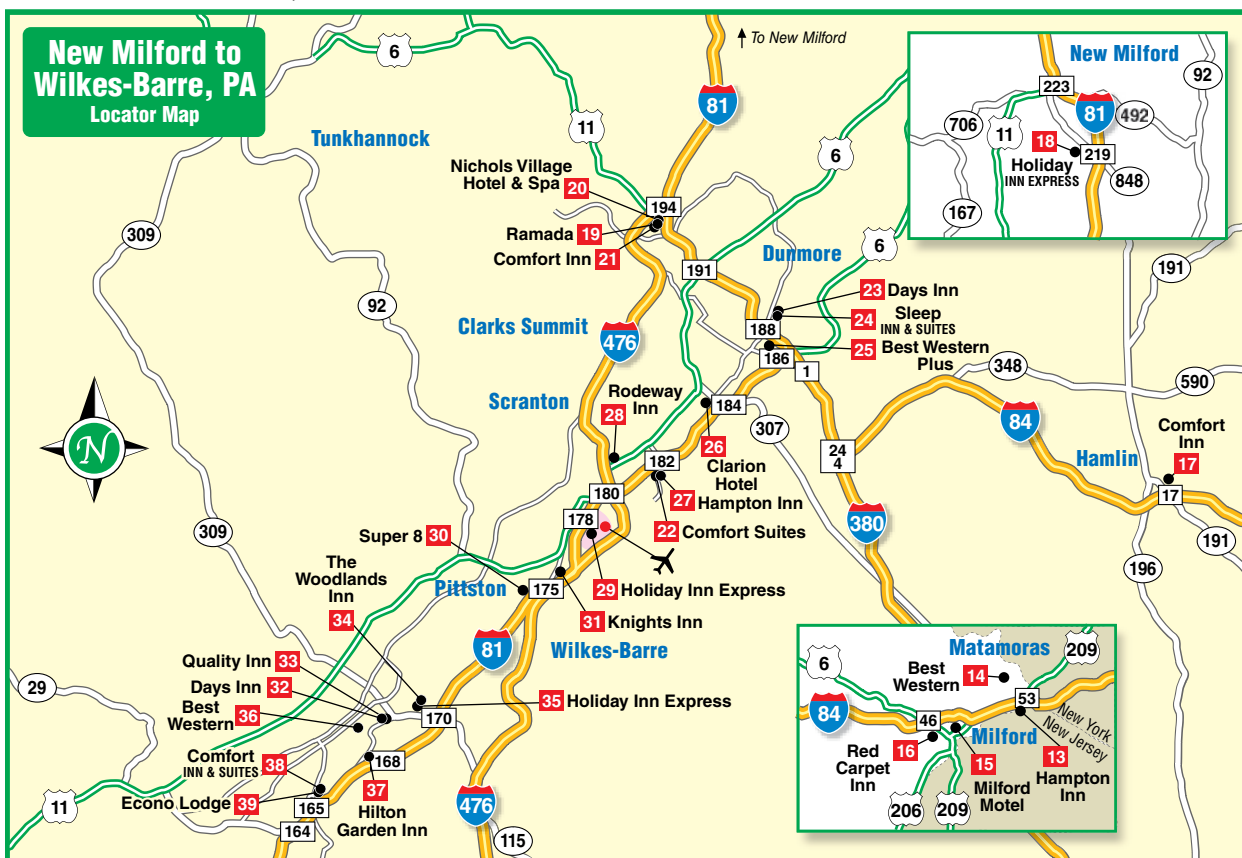 New Milford to
Wilkes-Barre, PA
Locator Map
6
6
11
To New Milford
81
Tunkhannock
Nichols Village
Hotel & Spa
20
194
Ramada 19
Comfort Inn 21
191
6
Dunmore
6
309
92
Clarks Summit
476
23 Days Inn
24 Sleep
INN & SUITES
188
25 Best Western
Plus
186
1
N
Scranton
Rodeway
Inn
28
184
307
26
Clarion
Hotel
182
27 Hampton Inn
22 Comfort Suites
180
178
348
590
84
24
4
380
Hamlin
Comfort
Inn
17
17
191
191
196
309
Super 8 30
The
Woodlands
Inn
34
Pittston
175
29 Holiday Inn Express
31 Knights Inn
81
Wilkes-Barre
Quality Inn 33
Days Inn 32
Best
Western
36
35 Holiday Inn Express
170
29
168
37
Hilton
Garden Inn
Comfort
INN & SUITES
38
Econo Lodge 39
165
164
11
476
115
New Milford
223
92
81
492
706
11
18
Holiday
INN EXPRESS
219
848
167
Matamoras
209
6
Best
Western
14
53
84
46
New York
New Jersey
Milford
16
Red
Carpet
Inn
15
Milford
Motel
13
Hampton
Inn
206
209